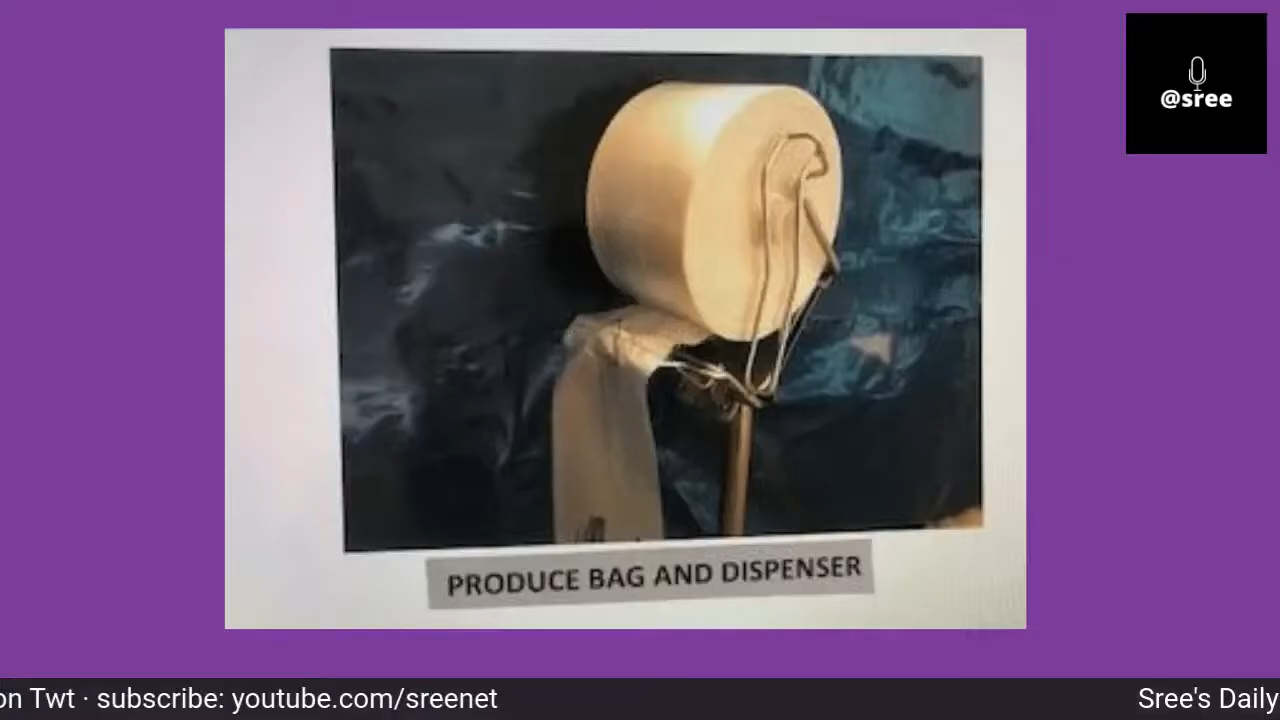 @sree
PRODUCE BAG AND DISPENSER
on Twt · subscribe: youtube.com/sreenet
Sree's Daily